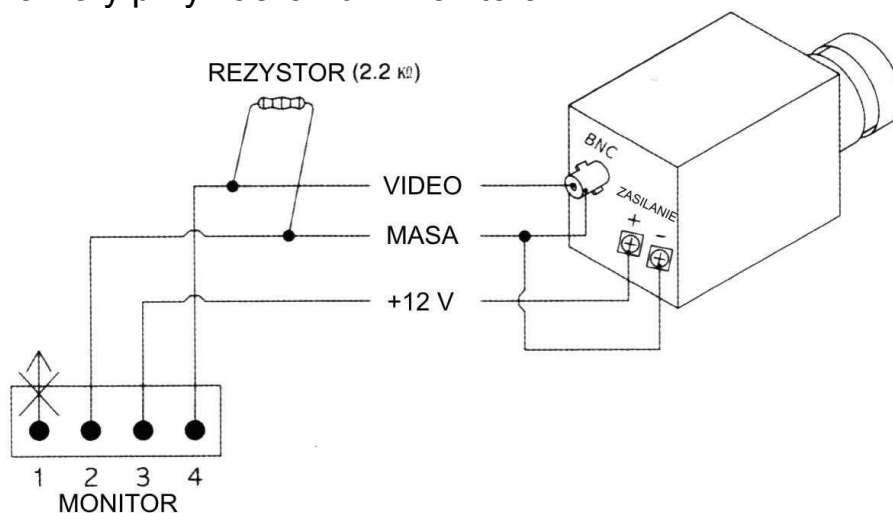 REZYSTOR (2.2 KΩ)
BNC
VIDEO
ZASILANIE
MASA
+ -
+12 V
1 2 3 4
MONITOR